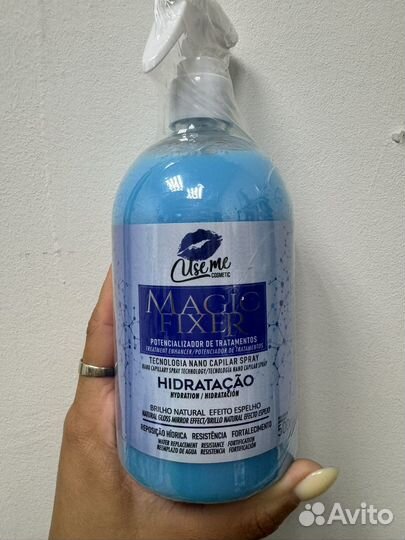 Use me
COSMETIC
MAGIC
FIXER
POTENCIALIZADOR DE TRATAMENTOS
TREATMENT ENHANCER/POTENCIADOR DE TRATAMIENTOS
TECNOLOGIA NANO CAPILAR SPRAY
NANO CAPILLARY SPRAY TECHNOLOGY/TECNOLOGÍA NANO CAPILAR SPRAY
HIDRATAÇÃO
HYDRATION / HIDRATACIÓN
BRILHO NATURAL EFEITO ESPELHO
NATURAL GLOSS MIRROR EFFECT/BRILLO NATURAL EFECTO ESPEJO
REPOSIÇÃO HÍDRICA RESISTÊNCIA FORTALECIMENTO
WATER REPLACEMENT RESISTANCE FORTIFICATION
REEMPLAZO DE AGUA RESISTENCIA FORTIFICACIÓN
Avito